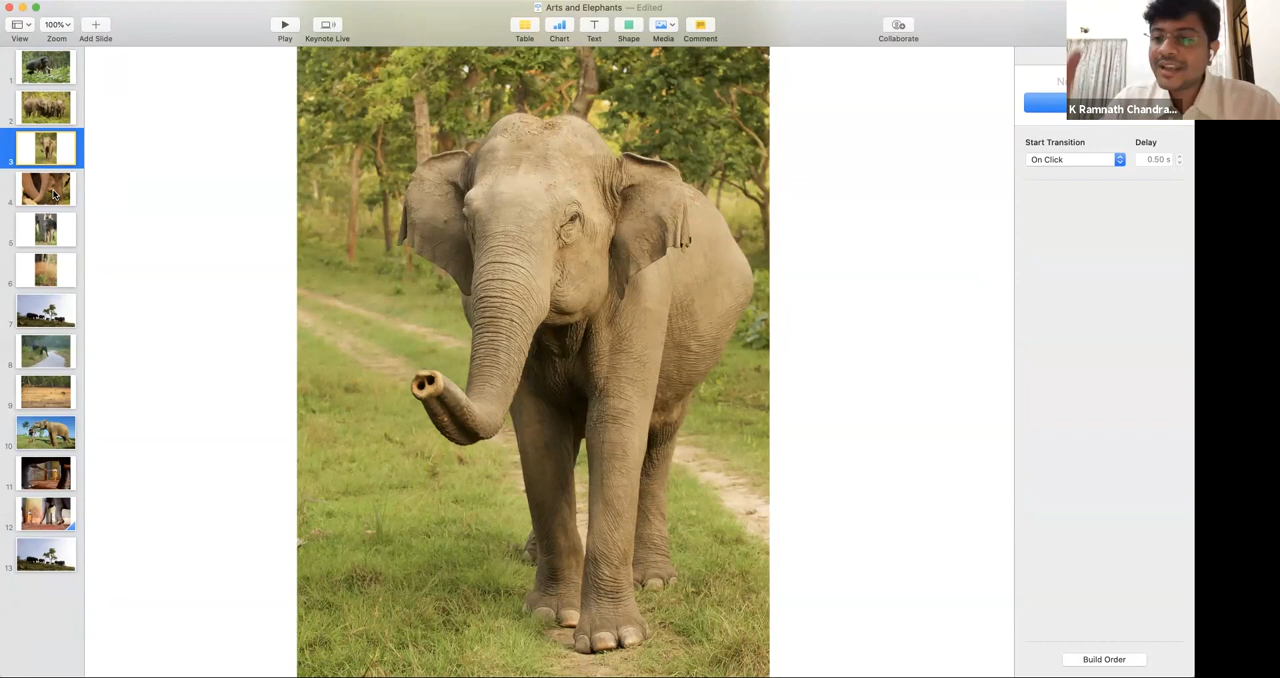 Arts and Elephants — Edited
100%
View
Zoom
Add Slide
Play
Keynote Live
Table
Chart
Text
Shape
Media
Comment
Collaborate
K Ramnath Chandra...
Start Transition
Delay
On Click
0.50 s
1
2
3
4
5
6
7
8
9
10
11
12
13
Build Order